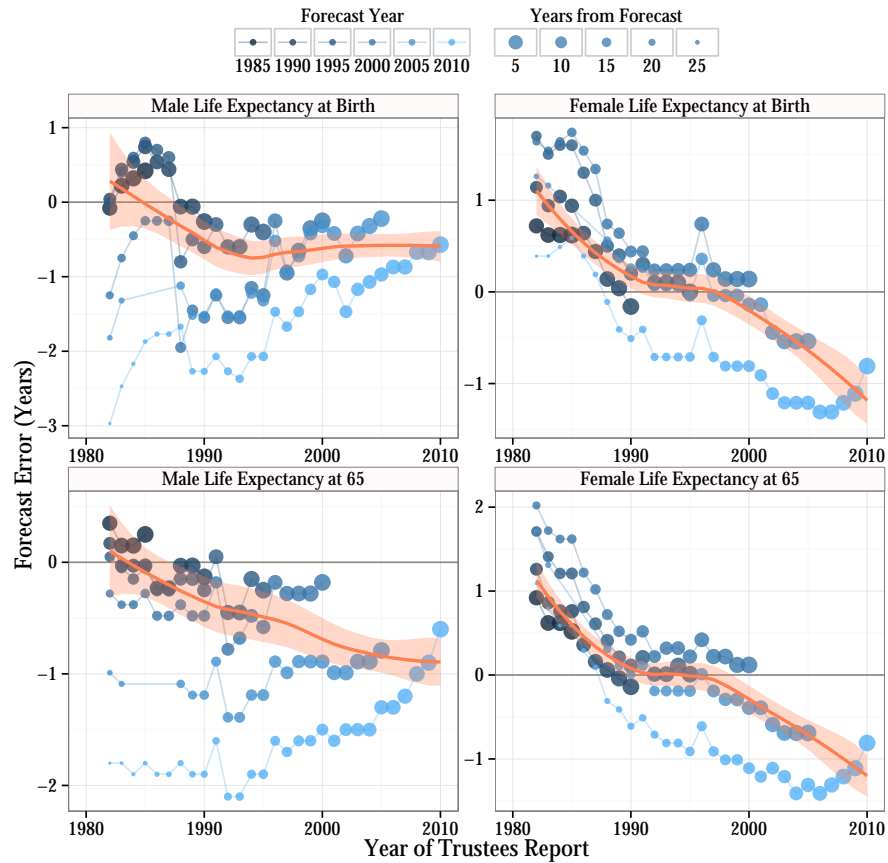 Forecast Year Years from Forecast
1985 1990 1995 2000 2005 2010 5 10 15 20 25
Male Life Expectancy at Birth Female Life Expectancy at Birth
1
0
−1
−2
−3
1
0
−1
1980 1990 2000 2010 1980 1990 2000 2010
Male Life Expectancy at 65 Female Life Expectancy at 65
0
−1
−2
2
1
0
−1
1980 1990 2000 2010 1980 1990 2000 2010
Forecast Error (Years)
Year of Trustees Report